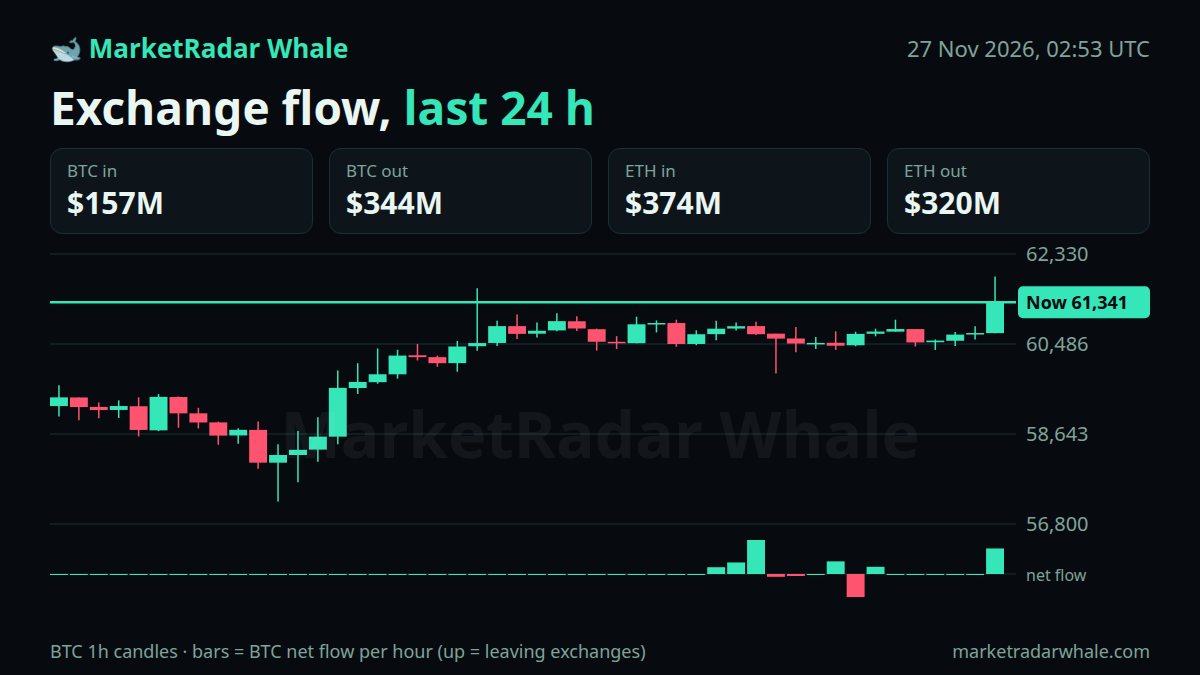 🐳 MarketRadar Whale
27 Nov 2026, 02:53 UTC
Exchange flow, last 24 h
BTC in
$157M
BTC out
$344M
ETH in
$374M
ETH out
$320M
62,330
Now 61,341
60,486
58,643
56,800
net flow
MarketRadar Whale
BTC 1h candles · bars = BTC net flow per hour (up = leaving exchanges)
marketradarwhale.com